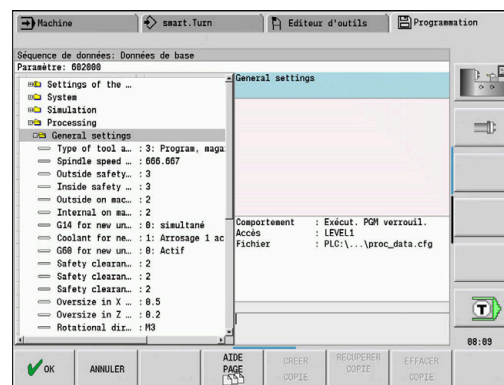 Machine
smart.Turn
Editeur d'outils
Programmation
Séquence de données: Données de base
Paramètre: 602000
Settings of the …
System
Simulation
Processing
General settings
Type of tool a… : 3: Program, maga
Spindle speed … : 666.667
Outside safety… : 3
Inside safety … : 3
Outside on mac… : 2
Internal on ma… : 2
G14 for new un… : 0: simultané
Coolant for ne… : 1: Arrosage 1 ac
G60 for new un… : 0: Actif
Safety clearan… : 2
Safety clearan… : 2
Safety clearan… : 2
Oversize in X … : 0.5
Oversize in Z … : 0.2
Rotational dir… : M3
General settings
Comportement : Exécut. PGM verrouil.
Accès : LEVEL1
Fichier : PLC:\...\proc_data.cfg
T
08:09
OK
ANNULER
AIDE
PAGE
CREER
COPIE
RECUPERER
COPIE
EFFACER
COPIE